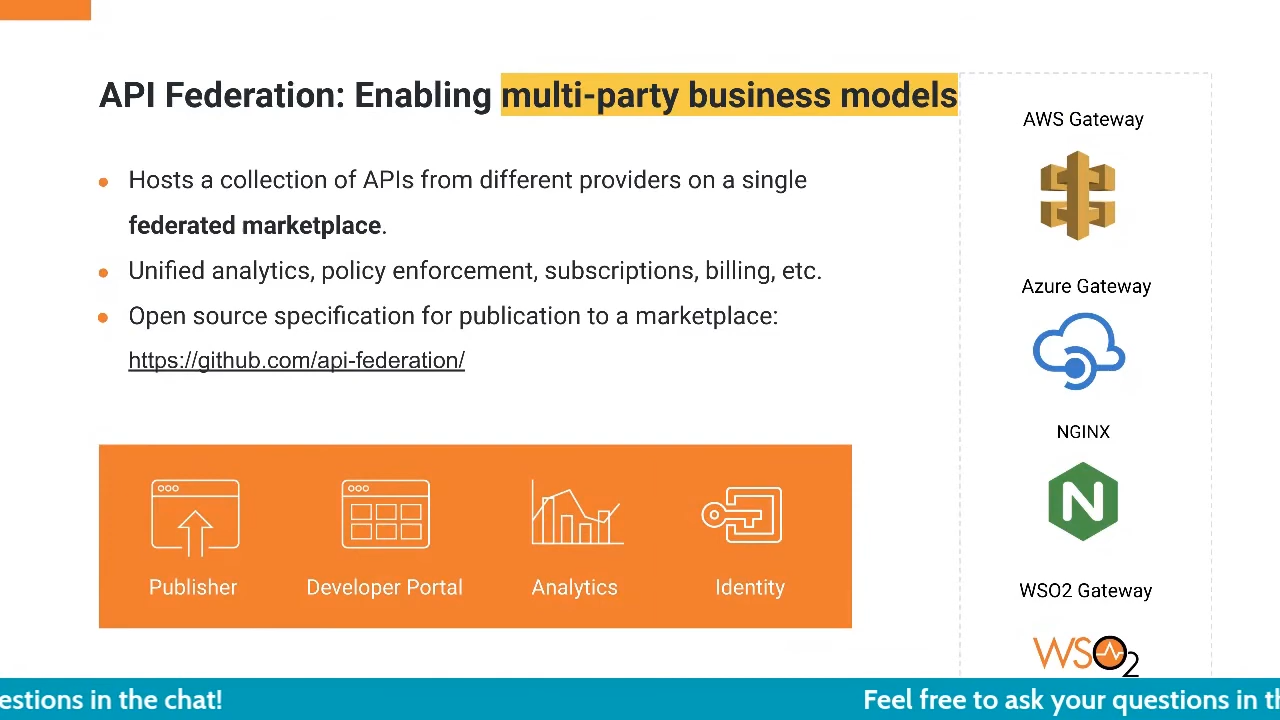 API Federation: Enabling multi-party business models
Hosts a collection of APIs from different providers on a single
federated marketplace.
Unified analytics, policy enforcement, subscriptions, billing, etc.
Open source specification for publication to a marketplace:
https://github.com/api-federation/
Publisher
Developer Portal
Analytics
Identity
AWS Gateway
Azure Gateway
NGINX
N
WSO2 Gateway
WSO2
estions in the chat!
Feel free to ask your questions in th